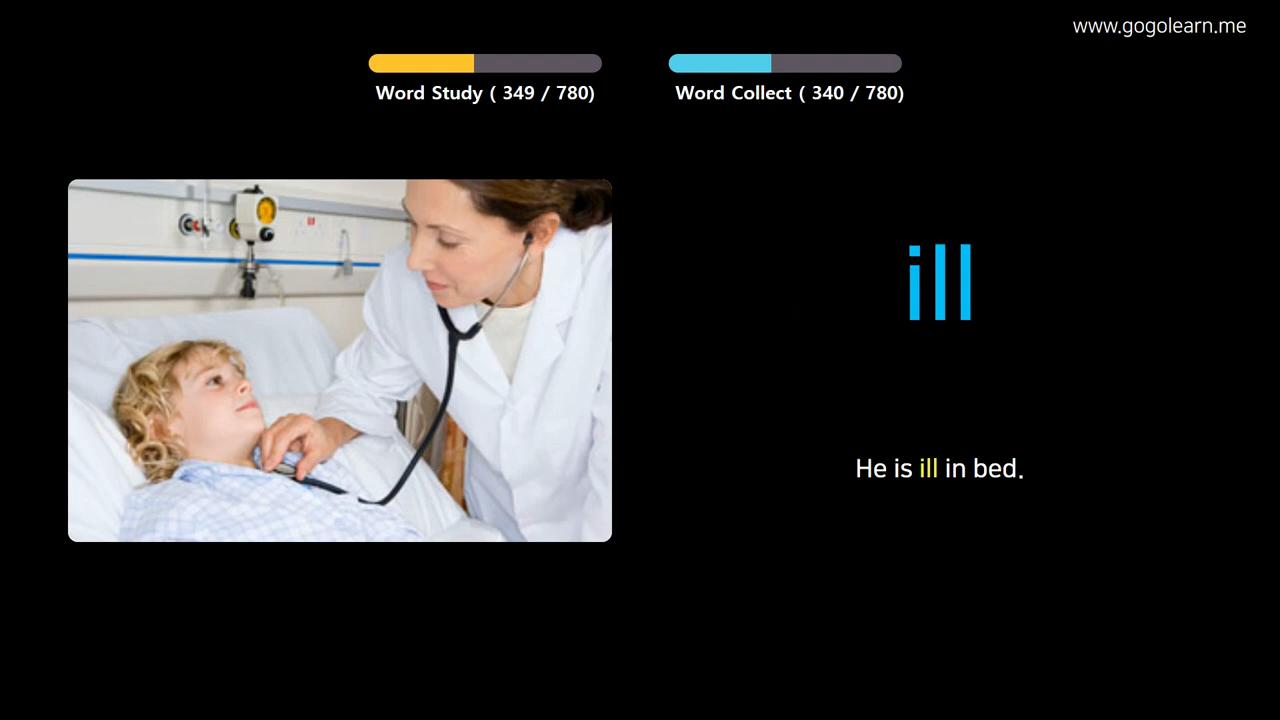 www.gogolearn.me
Word Study ( 349 / 780)
Word Collect ( 340 / 780)
ill
He is ill in bed.